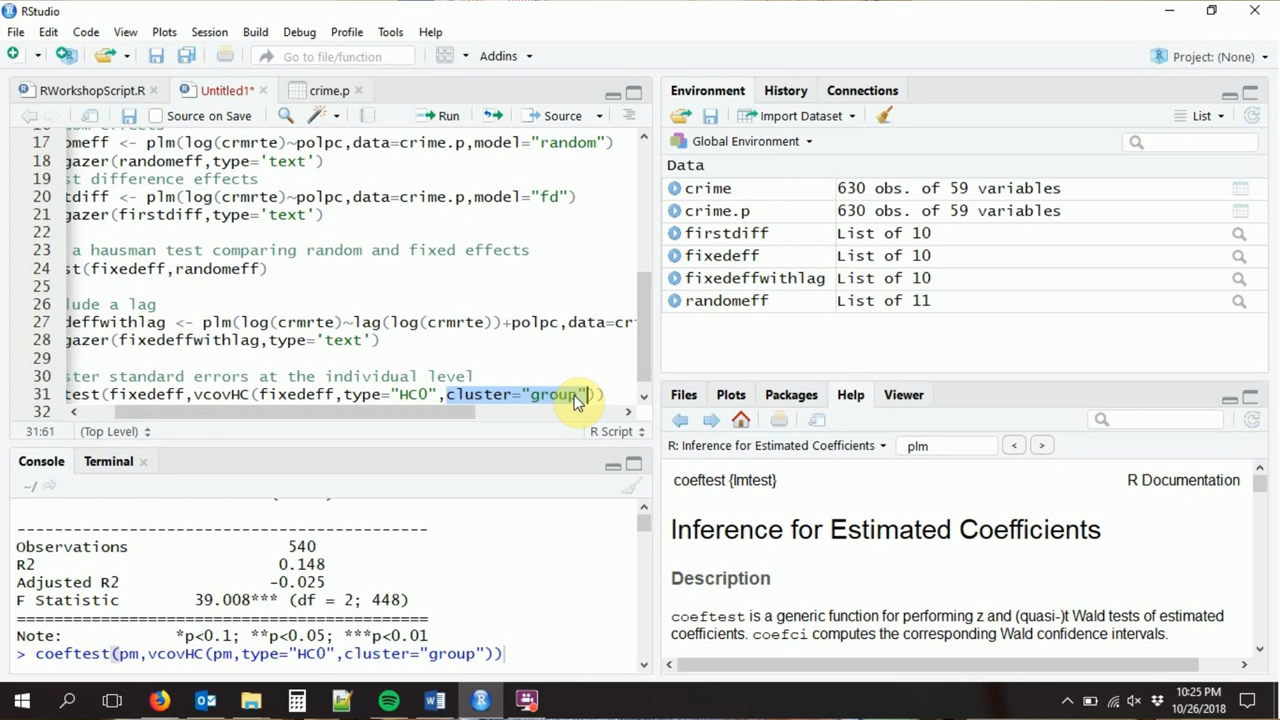 RStudio
File Edit Code View Plots Session Build Debug Profile Tools Help
Go to file/function Addins Project: (None)
RWorkshopScript.R Untitled1* crime.p
Source on Save Run Source
17 omeff <- plm(log(crmrte)~polpc,data=crime.p,model="random")
18 gazer(randomeff,type='text')
19 st difference effects
20 tdiff <- plm(log(crmrte)~polpc,data=crime.p,model="fd")
21 gazer(firstdiff,type='text')
22
23 a hausman test comparing random and fixed effects
24 st(fixedeff,randomeff)
25
26 lude a lag
27 deffwithlag <- plm(log(crmrte)~lag(log(crmrte))+polpc,data=cr
28 gazer(fixedeffwithlag,type='text')
29
30 ster standard errors at the individual level
31 test(fixedeff,vcovHC(fixedeff,type="HC0",cluster="group"))
32
31:61 (Top Level) R Script
Console Terminal
~/
Observations 540
R2 0.148
Adjusted R2 -0.025
F Statistic 39.008*** (df = 2; 448)
Note: *p<0.1; **p<0.05; ***p<0.01
> coeftest(pm,vcovHC(pm,type="HC0",cluster="group"))
Environment History Connections
Import Dataset List
Global Environment
Data
crime 630 obs. of 59 variables
crime.p 630 obs. of 59 variables
firstdiff List of 10
fixedeff List of 10
fixedeffwithlag List of 10
randomeff List of 11
Files Plots Packages Help Viewer
R: Inference for Estimated Coefficients plm
coeftest {lmtest} R Documentation
Inference for Estimated Coefficients
Description
coeftest is a generic function for performing z and (quasi-)t Wald tests of estimated
coefficients. coefci computes the corresponding Wald confidence intervals.
10:25 PM
10/26/2018